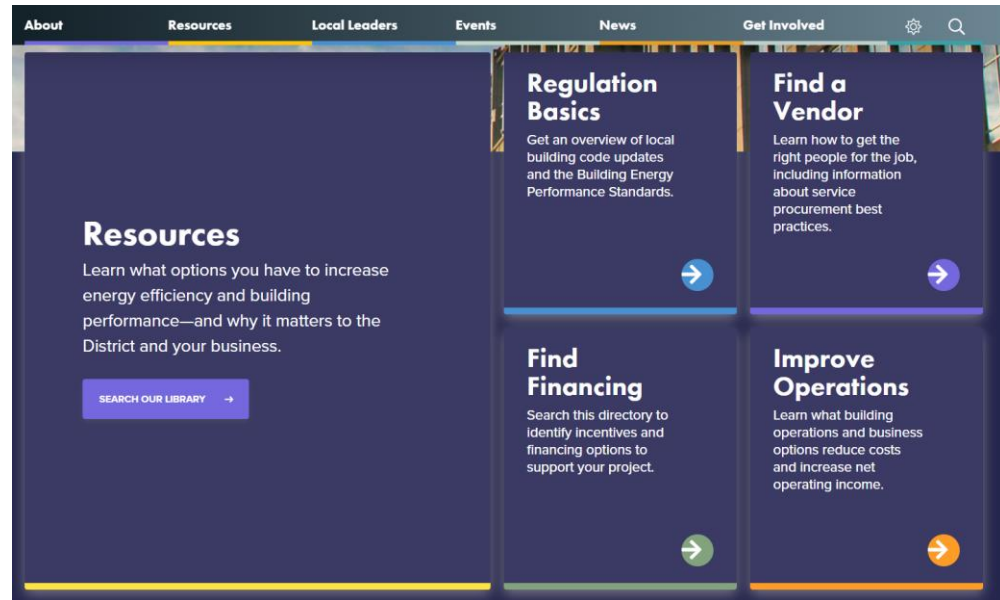 About
Resources
Local Leaders
Events
News
Get Involved
Resources
Learn what options you have to increase
energy efficiency and building
performance—and why it matters to the
District and your business.
SEARCH OUR LIBRARY →
Regulation
Basics
Get an overview of local
building code updates
and the Building Energy
Performance Standards.
Find a
Vendor
Learn how to get the
right people for the job,
including information
about service
procurement best
practices.
Find
Financing
Search this directory to
identify incentives and
financing options to
support your project.
Improve
Operations
Learn what building
operations and business
options reduce costs
and increase net
operating income.